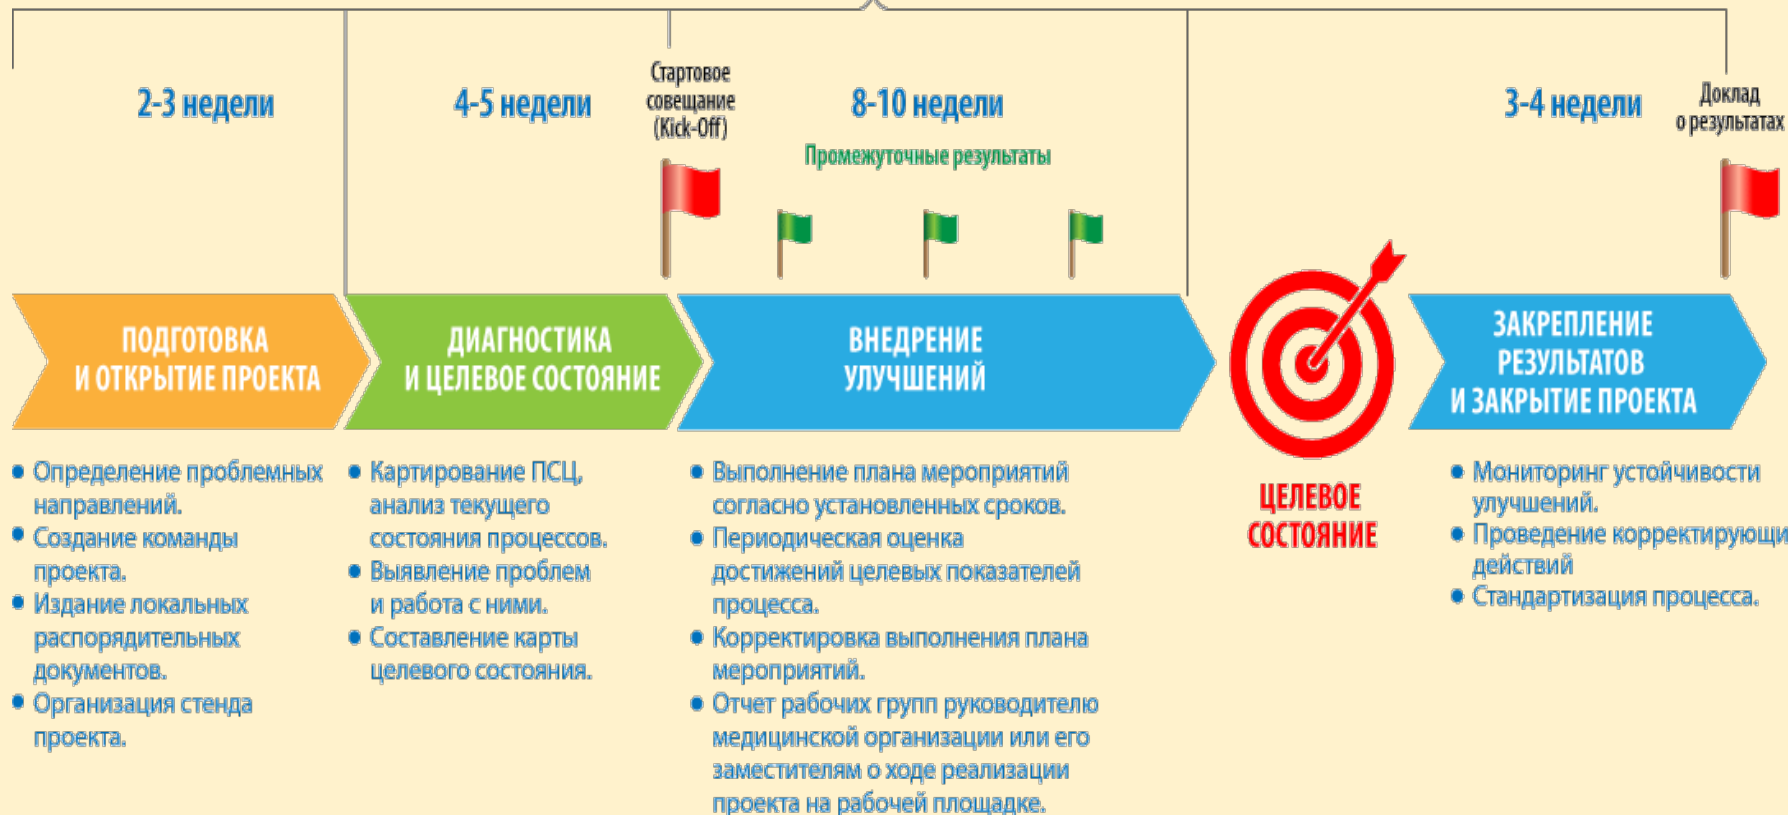 2-3 недели
4-5 недели
Стартовое
совещание
(Kick-Off)
8-10 недели
Промежуточные результаты
3-4 недели
Доклад
о результатах
ПОДГОТОВКА
И ОТКРЫТИЕ ПРОЕКТА
ДИАГНОСТИКА
И ЦЕЛЕВОЕ СОСТОЯНИЕ
ВНЕДРЕНИЕ
УЛУЧШЕНИЙ
ЗАКРЕПЛЕНИЕ
РЕЗУЛЬТАТОВ
И ЗАКРЫТИЕ ПРОЕКТА
• Определение проблемных
направлений.
• Создание команды
проекта.
• Издание локальных
распорядительных
документов.
• Организация стенда
проекта.
• Картирование ПСЦ,
анализ текущего
состояния процессов.
• Выявление проблем
и работа с ними.
• Составление карты
целевого состояния.
• Выполнение плана мероприятий
согласно установленных сроков.
• Периодическая оценка
достижений целевых показателей
процесса.
• Корректировка выполнения плана
мероприятий.
• Отчет рабочих групп руководителю
медицинской организации или его
заместителям о ходе реализации
проекта на рабочей площадке.
ЦЕЛЕВОЕ
СОСТОЯНИЕ
• Мониторинг устойчивости
улучшений.
• Проведение корректирующи
действий
• Стандартизация процесса.